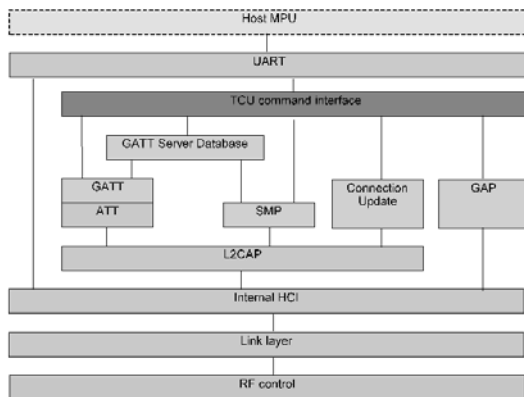 Host MPU
UART
TCU command interface
GATT Server Database
GATT
ATT
SMP
Connection
Update
GAP
L2CAP
Internal HCI
Link layer
RF control